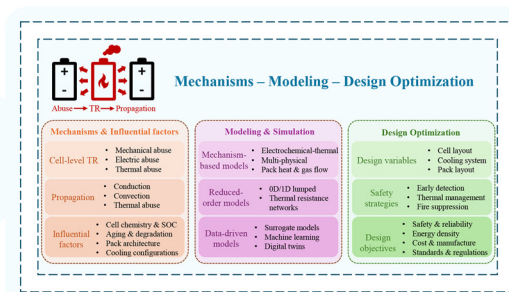 Mechanisms – Modeling – Design Optimization
Abuse → TR → Propagation
Mechanisms & Influential factors
Cell-level TR
• Mechanical abuse
• Electric abuse
• Thermal abuse
Propagation
• Conduction
• Convection
• Thermal abuse
Influential factors
• Cell chemistry & SOC
• Aging & degradation
• Pack architecture
• Cooling configurations
Modeling & Simulation
Mechanism-based models
• Electrochemical-thermal
• Multi-physical
• Pack heat & gas flow
Reduced-order models
• 0D/1D lumped
• Thermal resistance networks
Data-driven models
• Surrogate models
• Machine learning
• Digital twins
Design Optimization
Design variables
• Cell layout
• Cooling system
• Pack layout
Safety strategies
• Early detection
• Thermal management
• Fire suppression
Design objectives
• Safety & reliability
• Energy density
• Cost & manufacture
• Standards & regulations